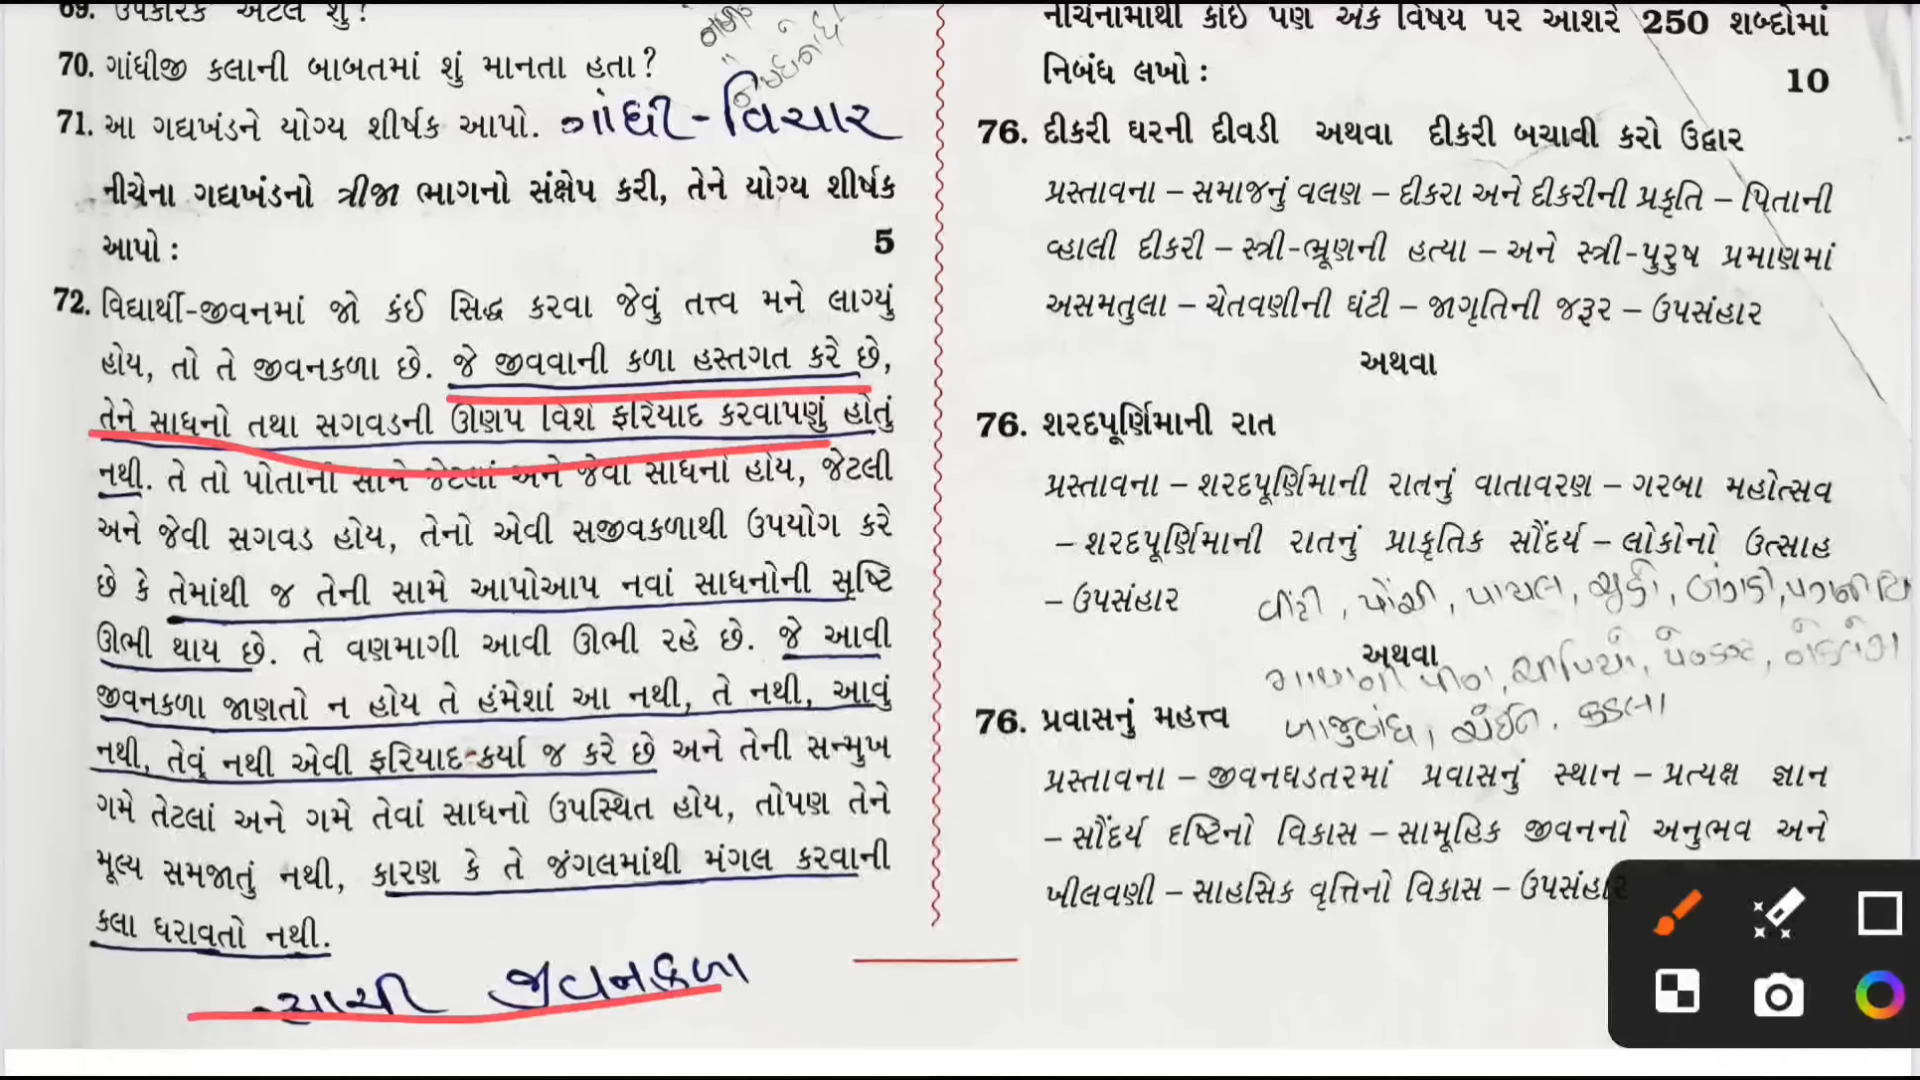 69. ઉપકારક એટલે શું?
70. ગાંધીજી કલાની બાબતમાં શું માનતા હતા?
71. આ ગદ્યખંડને યોગ્ય શીર્ષક આપો. ગાંધી-વિચાર
નીચેના ગદ્યખંડનો ત્રીજા ભાગનો સંક્ષેપ કરી, તેને યોગ્ય શીર્ષક
આપો : 5
72. વિદ્યાર્થી-જીવનમાં જો કંઈ સિદ્ધ કરવા જેવું તત્ત્વ મને લાગ્યું
હોય, તો તે જીવનકળા છે. જે જીવવાની કળા હસ્તગત કરે છે,
તેને સાધનો તથા સગવડની ઊણપ વિશે ફરિયાદ કરવાપણું હોતું
નથી. તે તો પોતાની સામે જેટલાં અને જેવાં સાધનો હોય, જેટલી
અને જેવી સગવડ હોય, તેનો એવી સજીવકળાથી ઉપયોગ કરે
છે કે તેમાંથી જ તેની સામે આપોઆપ નવાં સાધનોની સૃષ્ટિ
ઊભી થાય છે. તે વણમાગી આવી ઊભી રહે છે. જે આવી
જીવનકળા જાણતો ન હોય તે હંમેશાં આ નથી, તે નથી, આવું
નથી, તેવું નથી એવી ફરિયાદ કર્યા જ કરે છે અને તેની સન્મુખ
ગમે તેટલાં અને ગમે તેવાં સાધનો ઉપસ્થિત હોય, તોપણ તેને
મૂલ્ય સમજાતું નથી, કારણ કે તે જંગલમાંથી મંગલ કરવાની
કલા ધરાવતો નથી.
સાચી જીવનકળા
નીચેનામાંથી કોઈ પણ એક વિષય પર આશરે 250 શબ્દોમાં
નિબંધ લખો : 10
76. દીકરી ઘરની દીવડી અથવા દીકરી બચાવી કરો ઉદ્ધાર
પ્રસ્તાવના – સમાજનું વલણ – દીકરા અને દીકરીની પ્રકૃતિ – પિતાની
વ્હાલી દીકરી – સ્ત્રી-ભ્રૂણની હત્યા – અને સ્ત્રી-પુરુષ પ્રમાણમાં
અસમતુલા – ચેતવણીની ઘંટી – જાગૃતિની જરૂર – ઉપસંહાર
અથવા
76. શરદપૂર્ણિમાની રાત
પ્રસ્તાવના – શરદપૂર્ણિમાની રાતનું વાતાવરણ – ગરબા મહોત્સવ
– શરદપૂર્ણિમાની રાતનું પ્રાકૃતિક સૌંદર્ય – લોકોનો ઉત્સાહ
– ઉપસંહાર વીંટી, પોંચી, પાયલ,
અથવા
76. પ્રવાસનું મહત્ત્વ બાજુબંધ,
પ્રસ્તાવના – જીવનઘડતરમાં પ્રવાસનું સ્થાન – પ્રત્યક્ષ જ્ઞાન
– સૌંદર્ય દૃષ્ટિનો વિકાસ – સામૂહિક જીવનનો અનુભવ અને
ખીલવણી – સાહસિક વૃત્તિનો વિકાસ – ઉપસંહાર